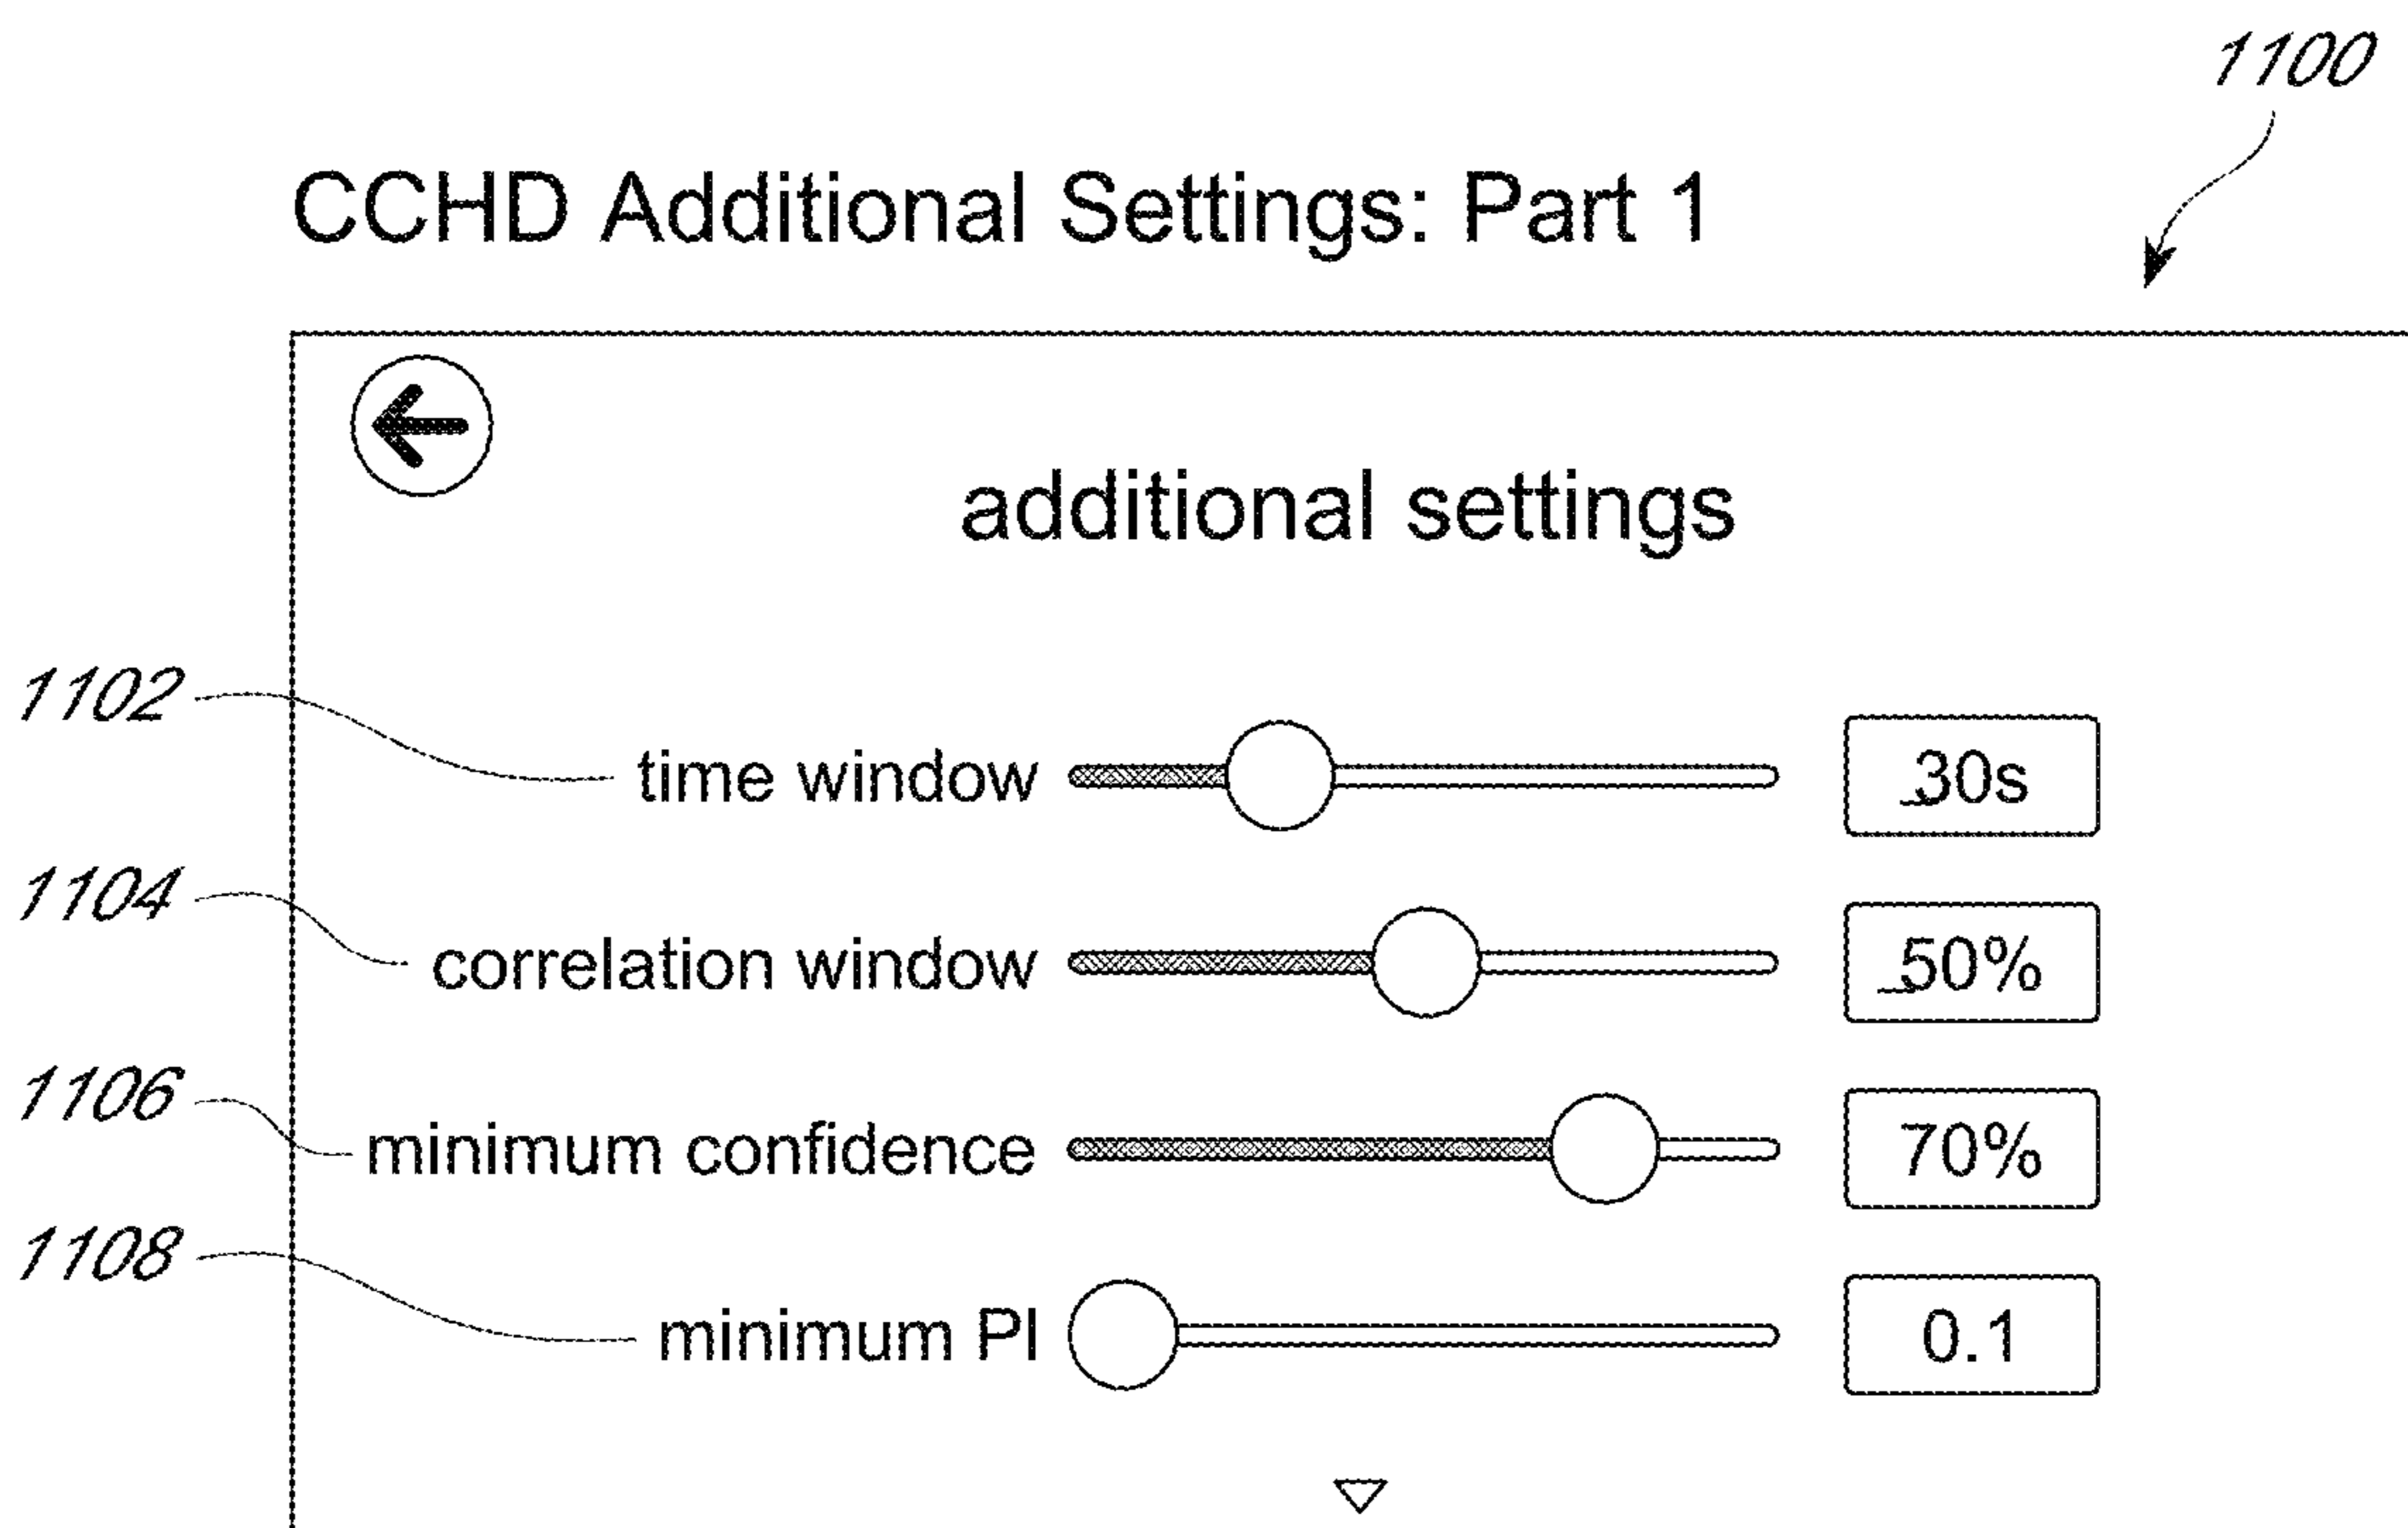 1100
CCHD Additional Settings: Part 1
additional settings
1102
time window 30s
1104
correlation window 50%
1106
minimum confidence 70%
1108
minimum PI 0.1